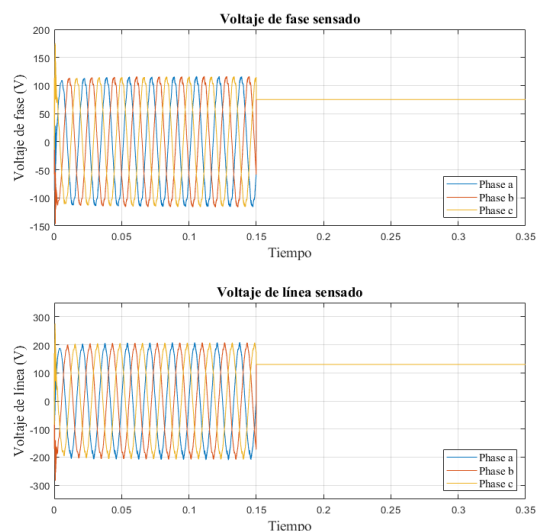 Voltaje de fase sensado
Voltaje de fase (V)
200
150
100
50
0
-50
-100
-150
0 0.05 0.1 0.15 0.2 0.25 0.3 0.35
Tiempo
Phase a
Phase b
Phase c
Voltaje de línea sensado
Voltaje de línea (V)
300
200
100
0
-100
-200
-300
0 0.05 0.1 0.15 0.2 0.25 0.3 0.35
Tiempo
Phase a
Phase b
Phase c